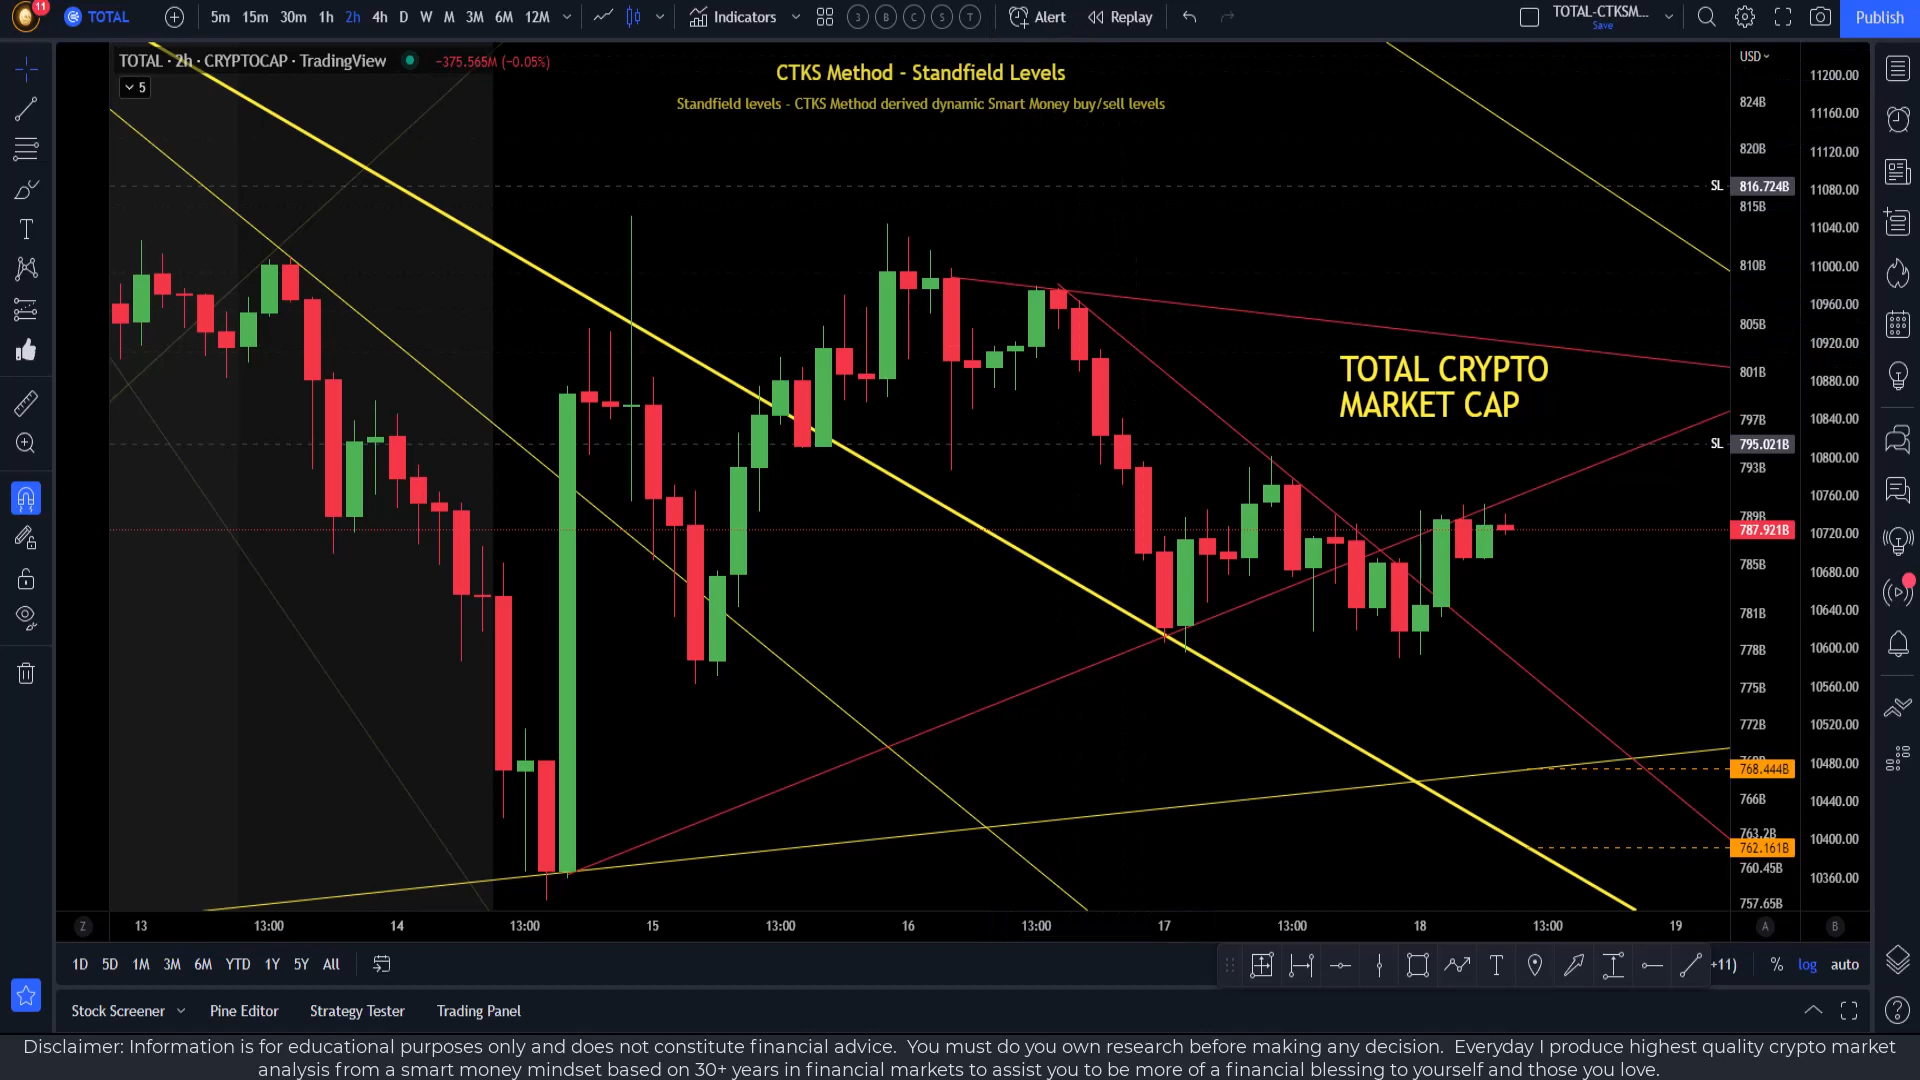 11
TOTAL
5m 15m 30m 1h 2h 4h D W M 3M 6M 12M
Indicators
3 B C S T
Alert
Replay
TOTAL-CTKSM...
Save
Publish
TOTAL · 2h · CRYPTOCAP · TradingView
−375.565M (−0.05%)
5
CTKS Method - Standfield Levels
Standfield levels - CTKS Method derived dynamic Smart Money buy/sell levels
TOTAL CRYPTO
MARKET CAP
USD
824B
820B
SL 816.724B
815B
810B
805B
801B
797B
SL 795.021B
793B
789B
787.921B
785B
781B
778B
775B
772B
768.444B
766B
763.2B
762.161B
760.45B
757.65B
11200.00
11160.00
11120.00
11080.00
11040.00
11000.00
10960.00
10920.00
10880.00
10840.00
10800.00
10760.00
10720.00
10680.00
10640.00
10600.00
10560.00
10520.00
10480.00
10440.00
10400.00
10360.00
Z 13 13:00 14 13:00 15 13:00 16 13:00 17 13:00 18 13:00 19 A B
1D 5D 1M 3M 6M YTD 1Y 5Y All
+11)
% log auto
Stock Screener Pine Editor Strategy Tester Trading Panel
Disclaimer: Information is for educational purposes only and does not constitute financial advice. You must do you own research before making any decision. Everyday I produce highest quality crypto market
analysis from a smart money mindset based on 30+ years in financial markets to assist you to be more of a financial blessing to yourself and those you love.